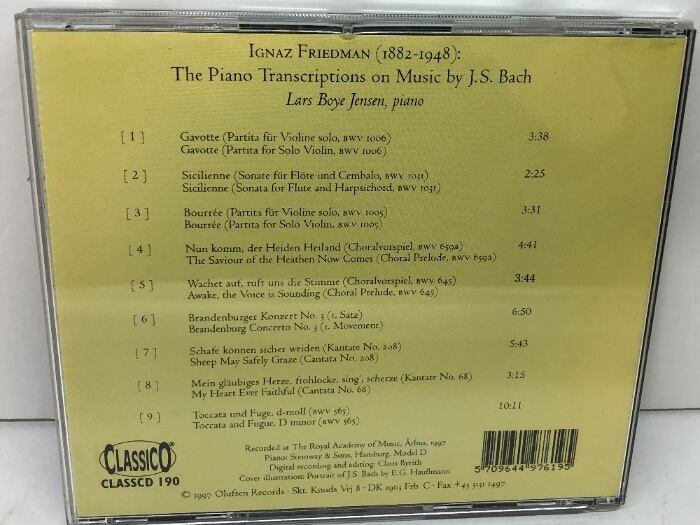 IGNAZ FRIEDMAN (1882-1948):
The Piano Transcriptions on Music by J.S. Bach
Lars Boye Jensen, piano
[ 1 ] Gavotte (Partita für Violine solo, BWV 1006) 3:38
Gavotte (Partita for Solo Violin, BWV 1006)
[ 2 ] Sicilienne (Sonate für Flöte und Cembalo, BWV 1031) 2:25
Sicilienne (Sonata for Flute and Harpsichord, BWV 1031)
[ 3 ] Bourrée (Partita für Violine solo, BWV 1005) 3:31
Bourrée (Partita for Solo Violin, BWV 1005)
[ 4 ] Nun komm, der Heiden Heiland (Choralvorspiel, BWV 659a) 4:41
The Saviour of the Heathen Now Comes (Choral Prelude, BWV 659a)
[ 5 ] Wachet auf, ruft uns die Stimme (Choralvorspiel, BWV 645) 3:44
Awake, the Voice is Sounding (Choral Prelude, BWV 645)
[ 6 ] Brandenburger Konzert No. 3 (1. Satz) 6:50
Brandenburg Concerto No. 3 (1. Movement)
[ 7 ] Schafe können sicher weiden (Kantate No. 208) 5:43
Sheep May Safely Graze (Cantata No. 208)
[ 8 ] Mein gläubiges Herze, frohlocke, sing', scherze (Kantate No. 68) 3:15
My Heart Ever Faithful (Cantata No. 68)
[ 9 ] Toccata und Fuge, d-moll (BWV 565) 10:11
Toccata und Fugue, D minor (BWV 565)
CLASSICO®
CLASSCD 190
Recorded at The Royal Academy of Music, Århus, 1997
Piano: Steinway & Sons, Hamburg, Model D
Digital recording and editing: Claus Byrith
Cover illustration: Portrait of J.S. Bach by E.G. Haußmann
5 709644 976195
© 1997 Olufsen Records · Skt. Knuds Vej 8 · DK 1903 Frb. C · Fax +45 3131 1497